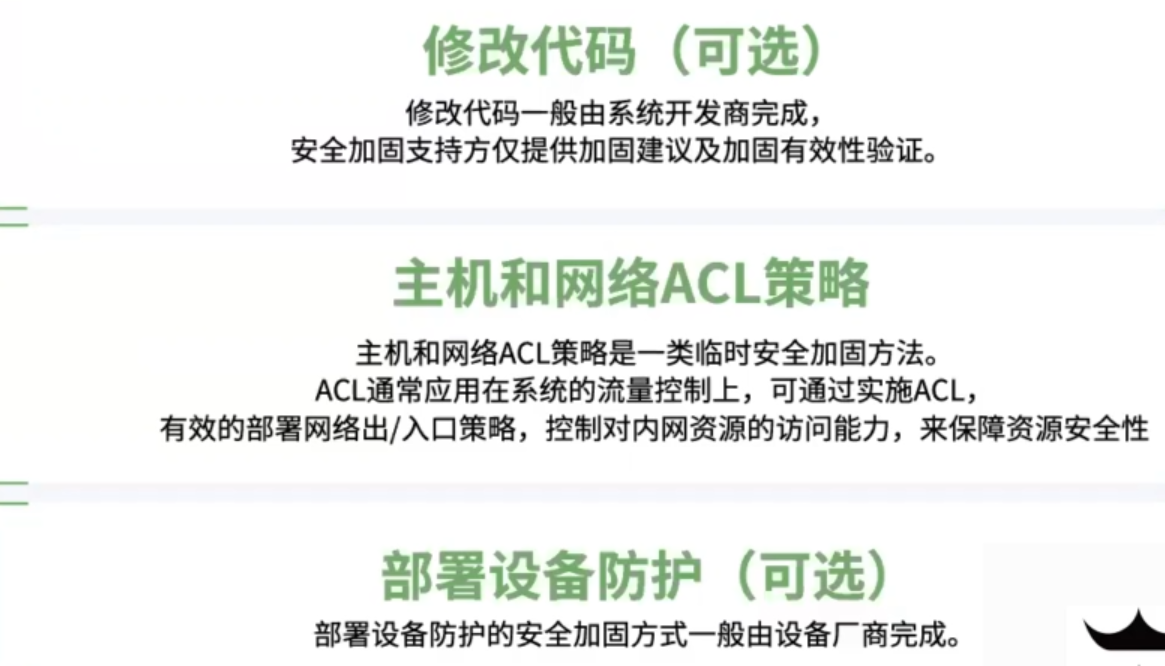 修改代码（可选）
修改代码一般由系统开发商完成，
安全加固支持方仅提供加固建议及加固有效性验证。
主机和网络ACL策略
主机和网络ACL策略是一类临时安全加固方法。
ACL通常应用在系统的流量控制上，可通过实施ACL，
有效的部署网络出/入口策略，控制对内网资源的访问能力，来保障资源安全性
部署设备防护（可选）
部署设备防护的安全加固方式一般由设备厂商完成。